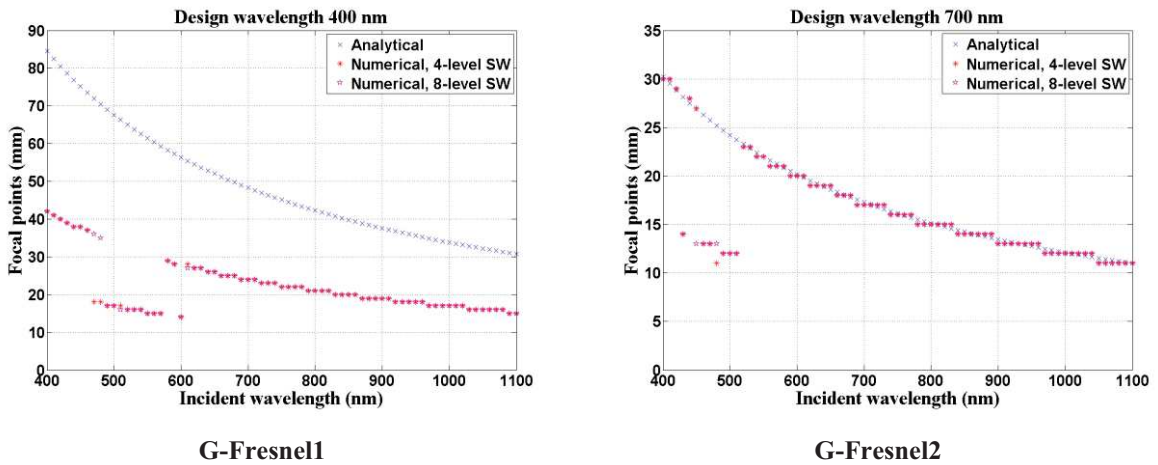 Design wavelength 400 nm
Focal points (mm)
90
80
70
60
50
40
30
20
10
0
Analytical
Numerical, 4-level SW
Numerical, 8-level SW
400 500 600 700 800 900 1000 1100
Incident wavelength (nm)
G-Fresnel1
Design wavelength 700 nm
Focal points (mm)
35
30
25
20
15
10
5
0
Analytical
Numerical, 4-level SW
Numerical, 8-level SW
400 500 600 700 800 900 1000 1100
Incident wavelength (nm)
G-Fresnel2